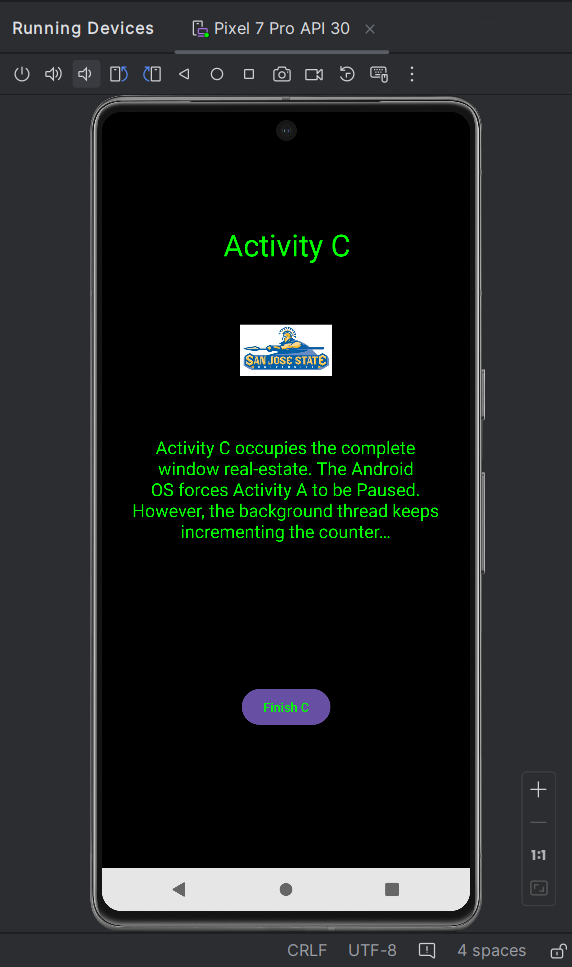 Running Devices
Pixel 7 Pro API 30
Activity C
SAN JOSÉ STATE
UNIVERSITY
Activity C occupies the complete
window real-estate. The Android
OS forces Activity A to be Paused.
However, the background thread keeps
incrementing the counter…
Finish C
1:1
CRLF
UTF-8
4 spaces